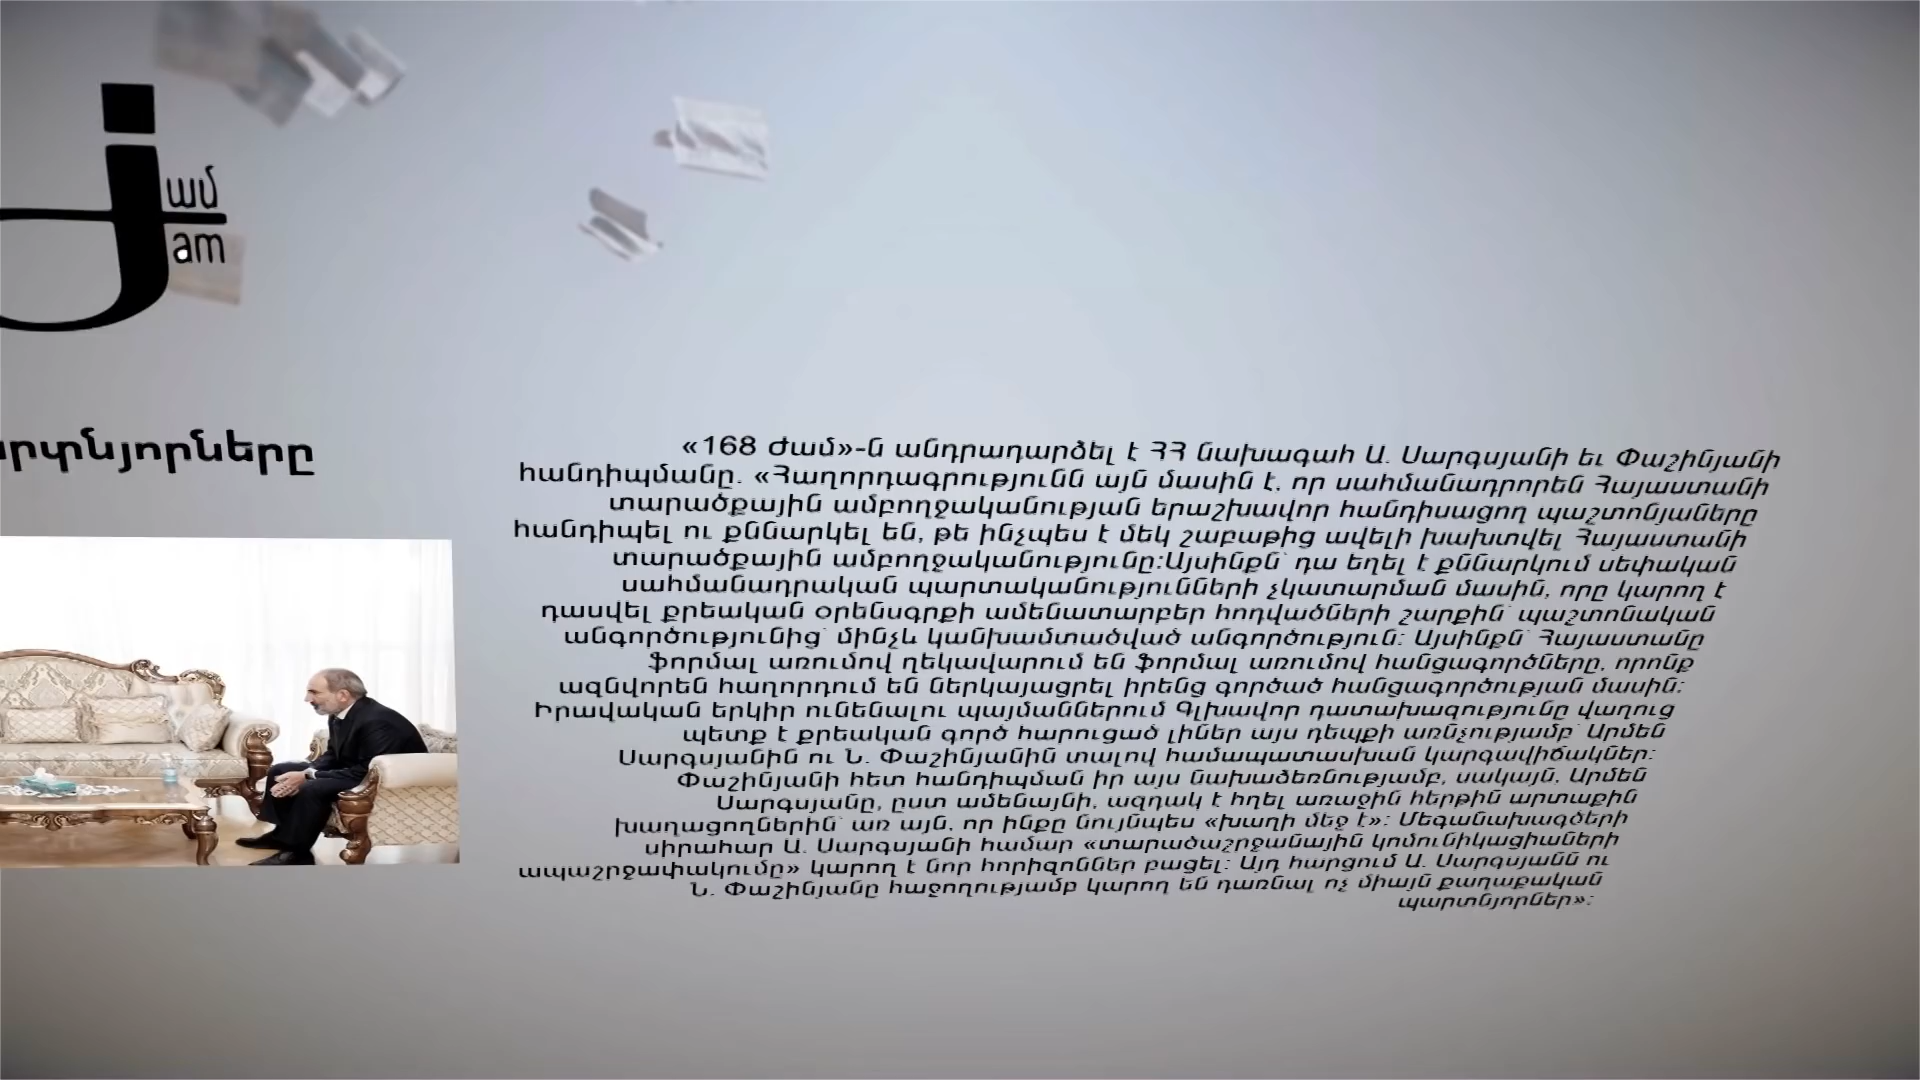 ամ
am
րտնյորները
«168 Ժամ»-ն անդրադարձել է ՀՀ նախագահ Ա. Սարգսյանի եւ Փաշինյանի
հանդիպմանը. «Հաղորդագրությունն այն մասին է, որ սահմանադրորեն Հայաստանի
տարածքային ամբողջականության երաշխավոր հանդիսացող պաշտոնյաները
հանդիպել ու քննարկել են, թե ինչպես է մեկ շաբաթից ավելի խախտվել Հայաստանի
տարածքային ամբողջականությունը:Այսինքն՝ դա եղել է քննարկում սեփական
սահմանադրական պարտականությունների չկատարման մասին, որը կարող է
դասվել քրեական օրենսգրքի ամենատարբեր հոդվածների շարքին՝ պաշտոնական
անգործությունից՝ մինչև կանխամտածված անգործություն: Այսինքն՝ Հայաստանը
ֆորմալ առումով ղեկավարում են ֆորմալ առումով հանցագործները, որոնք
ազնվորեն հաղորդում են ներկայացրել իրենց գործած հանցագործության մասին:
Իրավական երկիր ունենալու պայմաններում Գլխավոր դատախազությունը վաղուց
պետք է քրեական գործ հարուցած լիներ այս դեպքի առնչությամբ՝ Արմեն
Սարգսյանին ու Ն. Փաշինյանին տալով համապատասխան կարգավիճակներ:
Փաշինյանի հետ հանդիպման իր այս նախաձեռնությամբ, սակայն, Արմեն
Սարգսյանը, ըստ ամենայնի, ազդակ է հղել առաջին հերթին արտաքին
խաղացողներին՝ առ այն, որ ինքը նույնպես «խաղի մեջ է»: Մեգանախագծերի
սիրահար Ա. Սարգսյանի համար «տարածաշրջանային կոմունիկացիաների
ապաշրջափակումը» կարող է նոր հորիզոններ բացել: Այդ հարցում Ա. Սարգսյանն ու
Ն. Փաշինյանը հաջողությամբ կարող են դառնալ ոչ միայն քաղաքական
պարտնյորներ»: